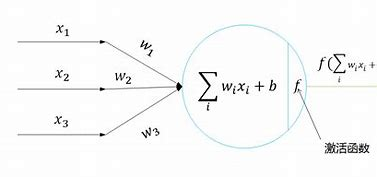 x₁
w₁
x₂
w₂
x₃
w₃
∑ᵢ wᵢxᵢ + b
f
f(∑ᵢ wᵢxᵢ +
激活函数